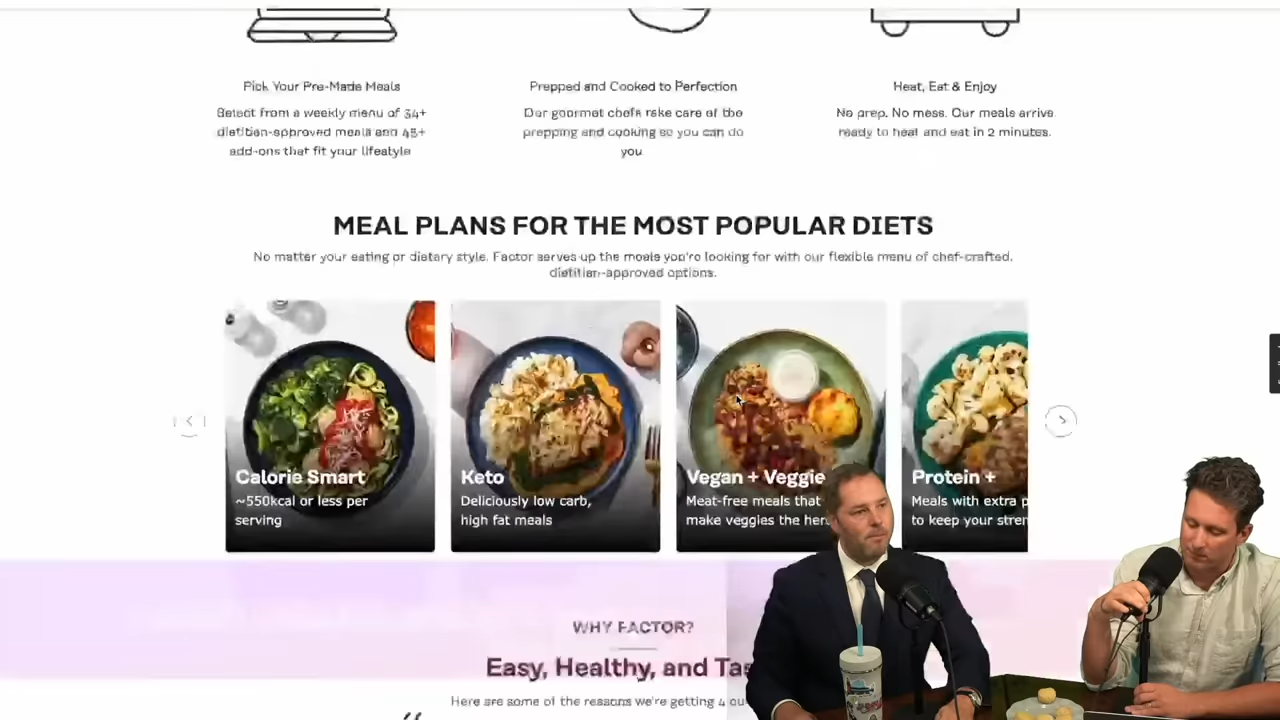 Pick Your Pre-Made Meals
Select from a weekly menu of 34+
dietitian-approved meals and 45+
add-ons that fit your lifestyle
Prepped and Cooked to Perfection
Our gourmet chefs take care of the
prepping and cooking so you can do
you
Heat, Eat & Enjoy
No prep. No mess. Our meals arrive
ready to heat and eat in 2 minutes.
MEAL PLANS FOR THE MOST POPULAR DIETS
No matter your eating or dietary style. Factor serves up the meals you're looking for with our flexible menu of chef-crafted.
dietitian-approved options.
Calorie Smart
~550kcal or less per
serving
Keto
Deliciously low carb,
high fat meals
Vegan + Veggie
Meat-free meals that
make veggies the her
Protein +
Meals with extra p
to keep your stren
WHY FACTOR?
Easy, Healthy, and Tas
Here are some of the reasons we're getting 4 ou